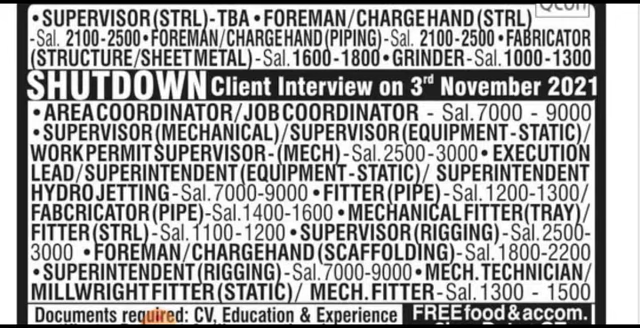 Qcon
• SUPERVISOR (STRL) - TBA • FOREMAN/CHARGEHAND (STRL)
- Sal. 2100-2500 • FOREMAN/CHARGEHAND (PIPING) - Sal. 2100-2500 • FABRICATOR
(STRUCTURE/SHEET METAL) - Sal. 1600-1800 • GRINDER - Sal. 1000-1300
SHUTDOWN Client Interview on 3rd November 2021
• AREA COORDINATOR/JOB COORDINATOR - Sal. 7000 - 9000
• SUPERVISOR (MECHANICAL)/SUPERVISOR (EQUIPMENT-STATIC)/
WORK PERMIT SUPERVISOR-(MECH) - Sal. 2500-3000 • EXECUTION
LEAD/SUPERINTENDENT (EQUIPMENT-STATIC)/ SUPERINTENDENT
HYDRO JETTING - Sal. 7000-9000 • FITTER (PIPE) - Sal. 1200-1300/
FABCRICATOR (PIPE)-Sal. 1400-1600 • MECHANICAL FITTER (TRAY)/
FITTER (STRL) - Sal. 1100-1200 • SUPERVISOR (RIGGING) - Sal. 2500-
3000 • FOREMAN/CHARGEHAND (SCAFFOLDING) - Sal. 1800-2200
• SUPERINTENDENT (RIGGING) - Sal. 7000-9000 • MECH. TECHNICIAN/
MILLWRIGHT FITTER (STATIC)/ MECH. FITTER - Sal. 1300 - 1500
Documents required: CV, Education & Experience FREE food & accom.